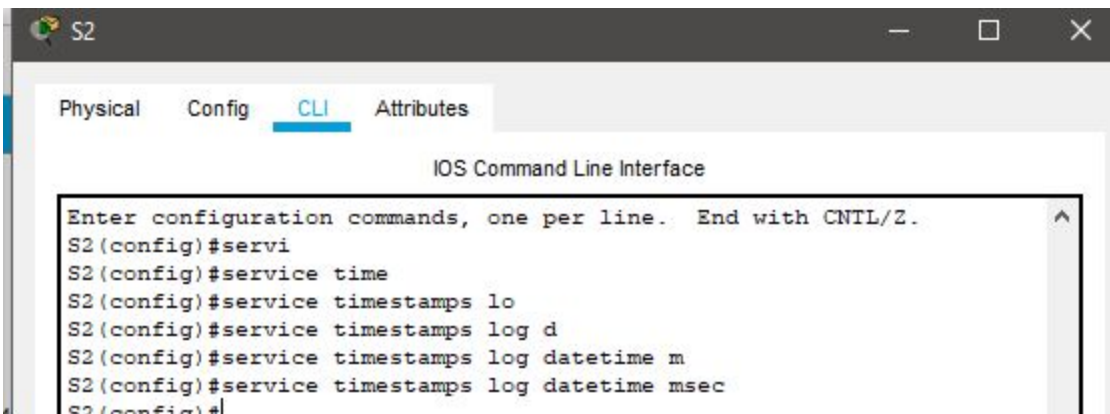 S2
Physical Config CLI Attributes
IOS Command Line Interface
Enter configuration commands, one per line. End with CNTL/Z.
S2(config)#servi
S2(config)#service time
S2(config)#service timestamps lo
S2(config)#service timestamps log d
S2(config)#service timestamps log datetime m
S2(config)#service timestamps log datetime msec
S2(config)#